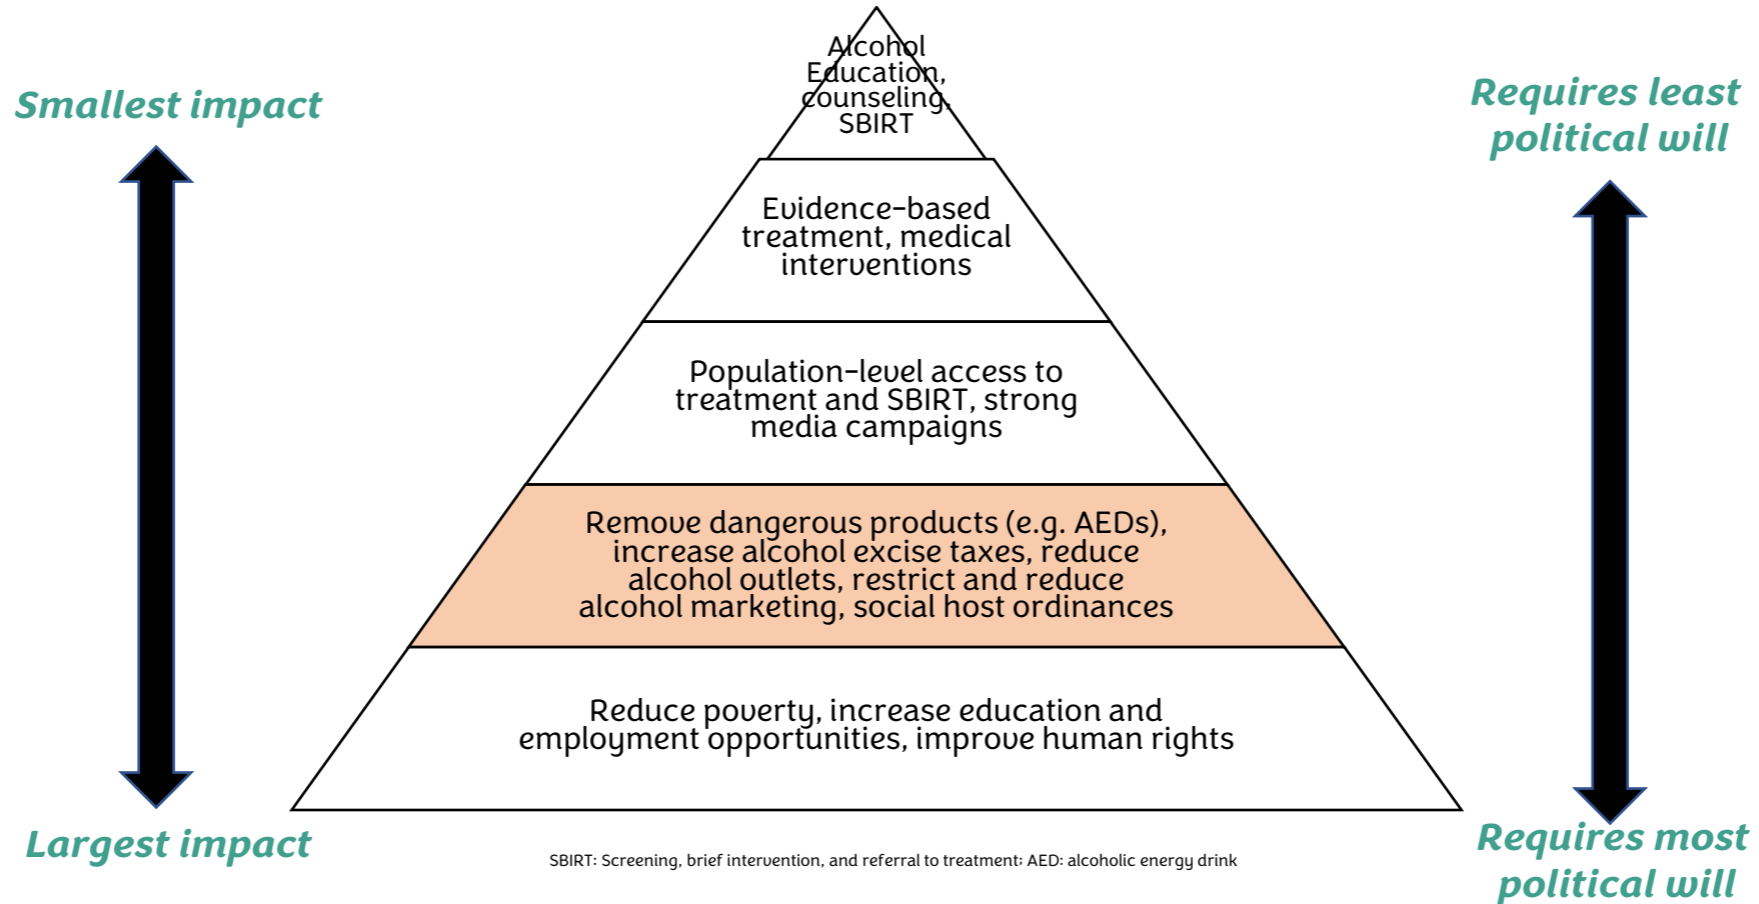 Alcohol
Education,
counseling,
SBIRT
Smallest impact
Requires least
political will
Evidence-based
treatment, medical
interventions
Population-level access to
treatment and SBIRT, strong
media campaigns
Remove dangerous products (e.g. AEDs),
increase alcohol excise taxes, reduce
alcohol outlets, restrict and reduce
alcohol marketing, social host ordinances
Reduce poverty, increase education and
employment opportunities, improve human rights
Largest impact
Requires most
political will
SBIRT: Screening, brief intervention, and referral to treatment: AED: alcoholic energy drink